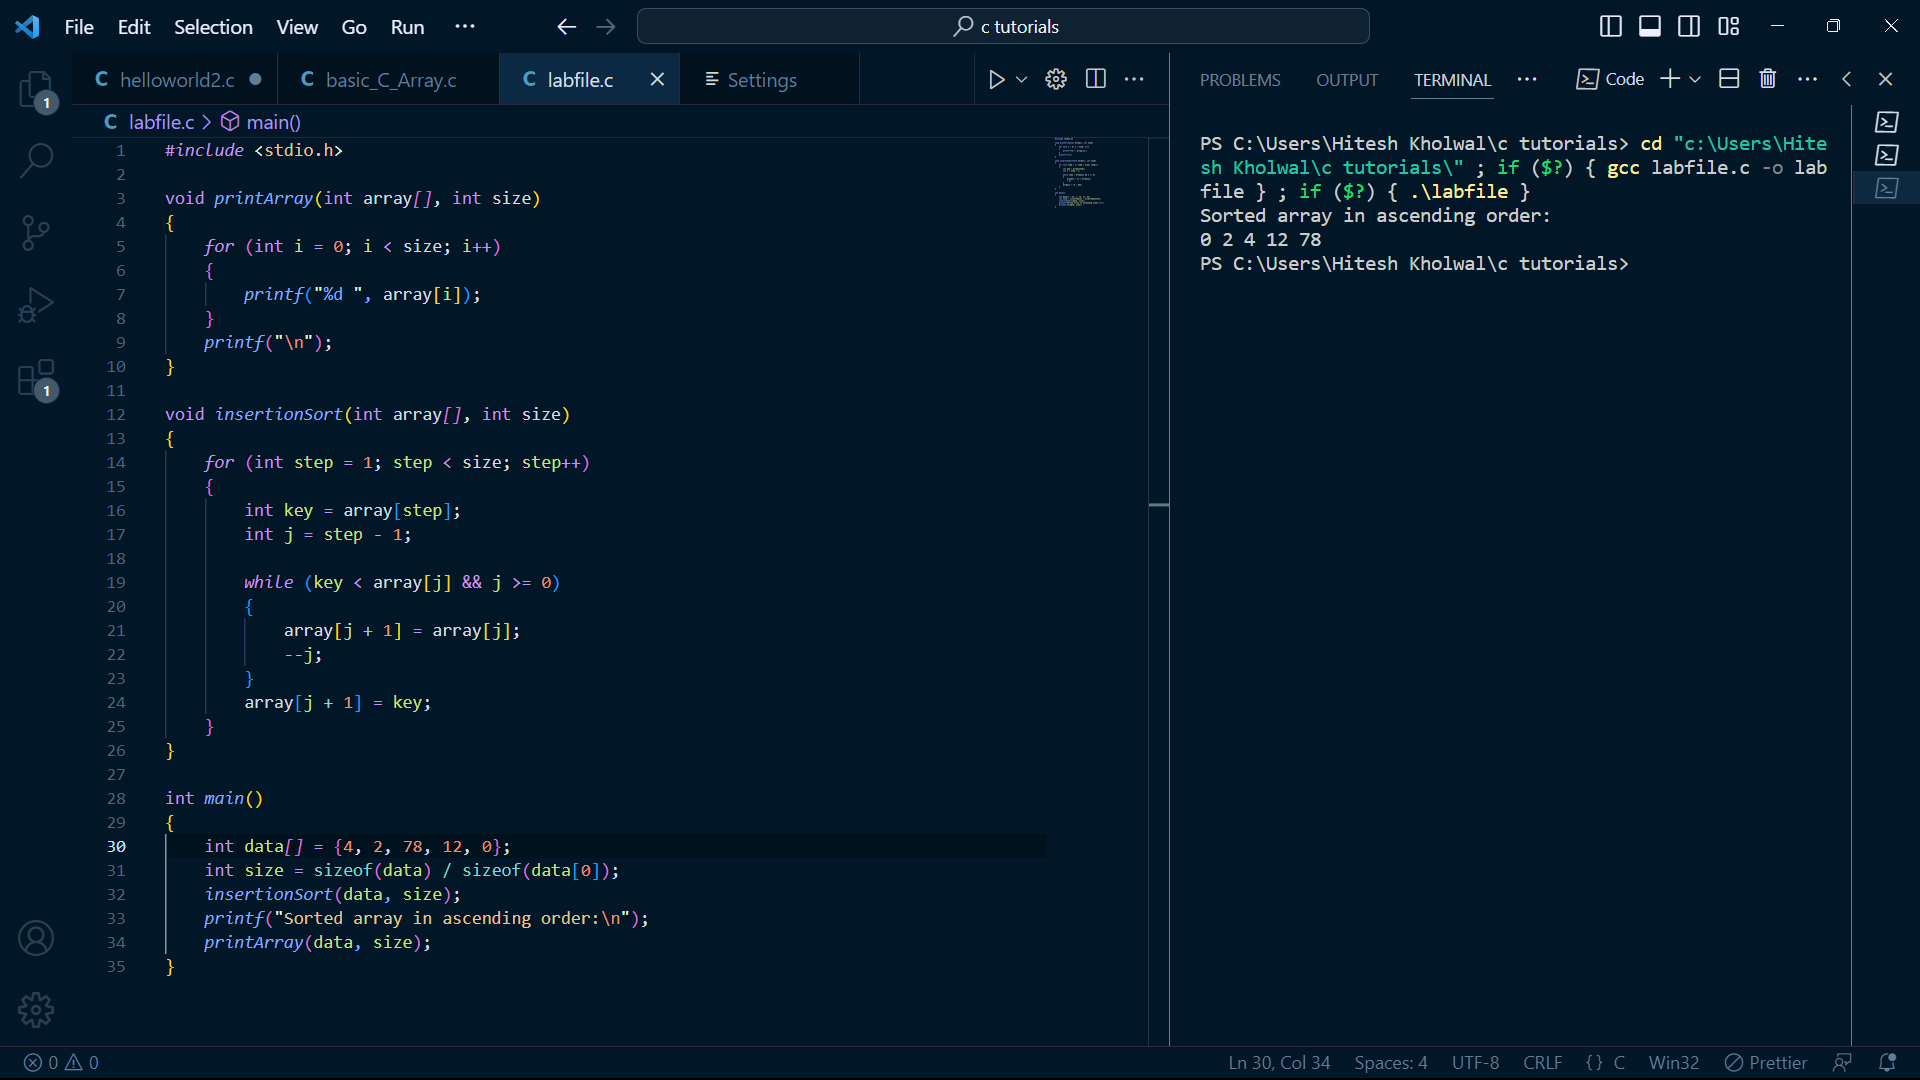 File Edit Selection View Go Run ···
c tutorials
C helloworld2.c
C basic_C_Array.c
C labfile.c
Settings
C labfile.c > main()
1 #include <stdio.h>
2
3 void printArray(int array[], int size)
4 {
5     for (int i = 0; i < size; i++)
6     {
7         printf("%d ", array[i]);
8     }
9     printf("\n");
10 }
11
12 void insertionSort(int array[], int size)
13 {
14     for (int step = 1; step < size; step++)
15     {
16         int key = array[step];
17         int j = step - 1;
18
19         while (key < array[j] && j >= 0)
20         {
21             array[j + 1] = array[j];
22             --j;
23         }
24         array[j + 1] = key;
25     }
26 }
27
28 int main()
29 {
30     int data[] = {4, 2, 78, 12, 0};
31     int size = sizeof(data) / sizeof(data[0]);
32     insertionSort(data, size);
33     printf("Sorted array in ascending order:\n");
34     printArray(data, size);
35 }
PROBLEMS OUTPUT TERMINAL ··· Code
PS C:\Users\Hitesh Kholwal\c tutorials> cd "c:\Users\Hite
sh Kholwal\c tutorials\" ; if ($?) { gcc labfile.c -o lab
file } ; if ($?) { .\labfile }
Sorted array in ascending order:
0 2 4 12 78
PS C:\Users\Hitesh Kholwal\c tutorials>
1
1
0 0
Ln 30, Col 34 Spaces: 4 UTF-8 CRLF {} C Win32 Prettier